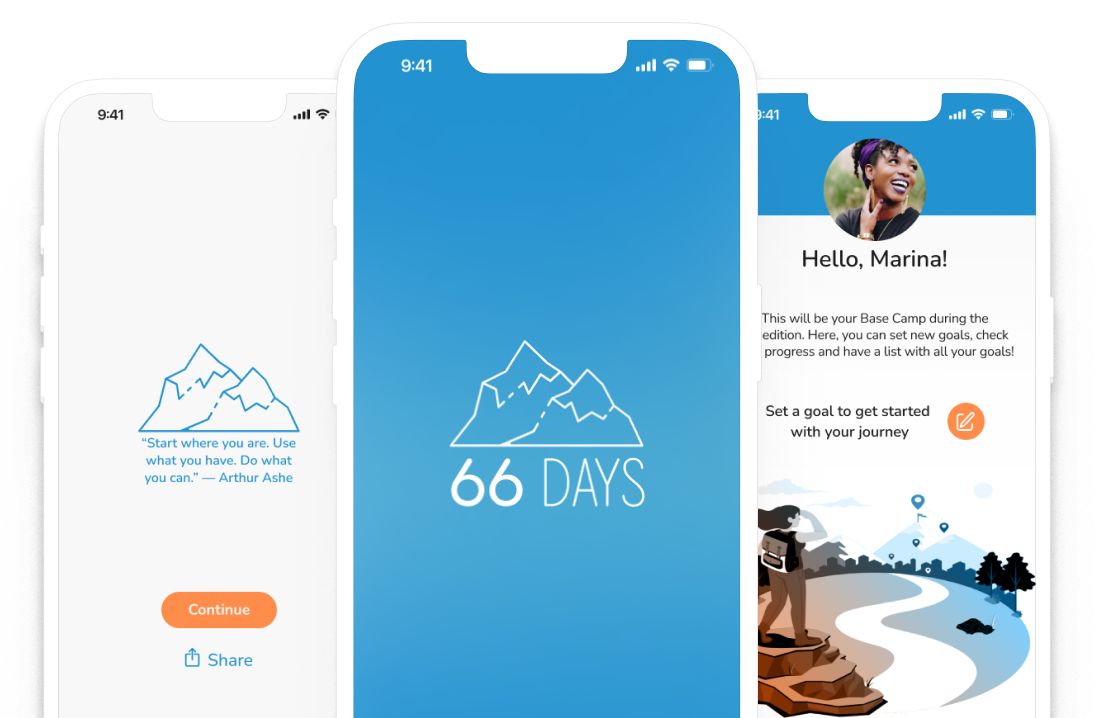 9:41
“Start where you are. Use
what you have. Do what
you can.” — Arthur Ashe
Continue
Share
9:41
66 DAYS
9:41
Hello, Marina!
This will be your Base Camp during the
edition. Here, you can set new goals, check
progress and have a list with all your goals!
Set a goal to get started
with your journey